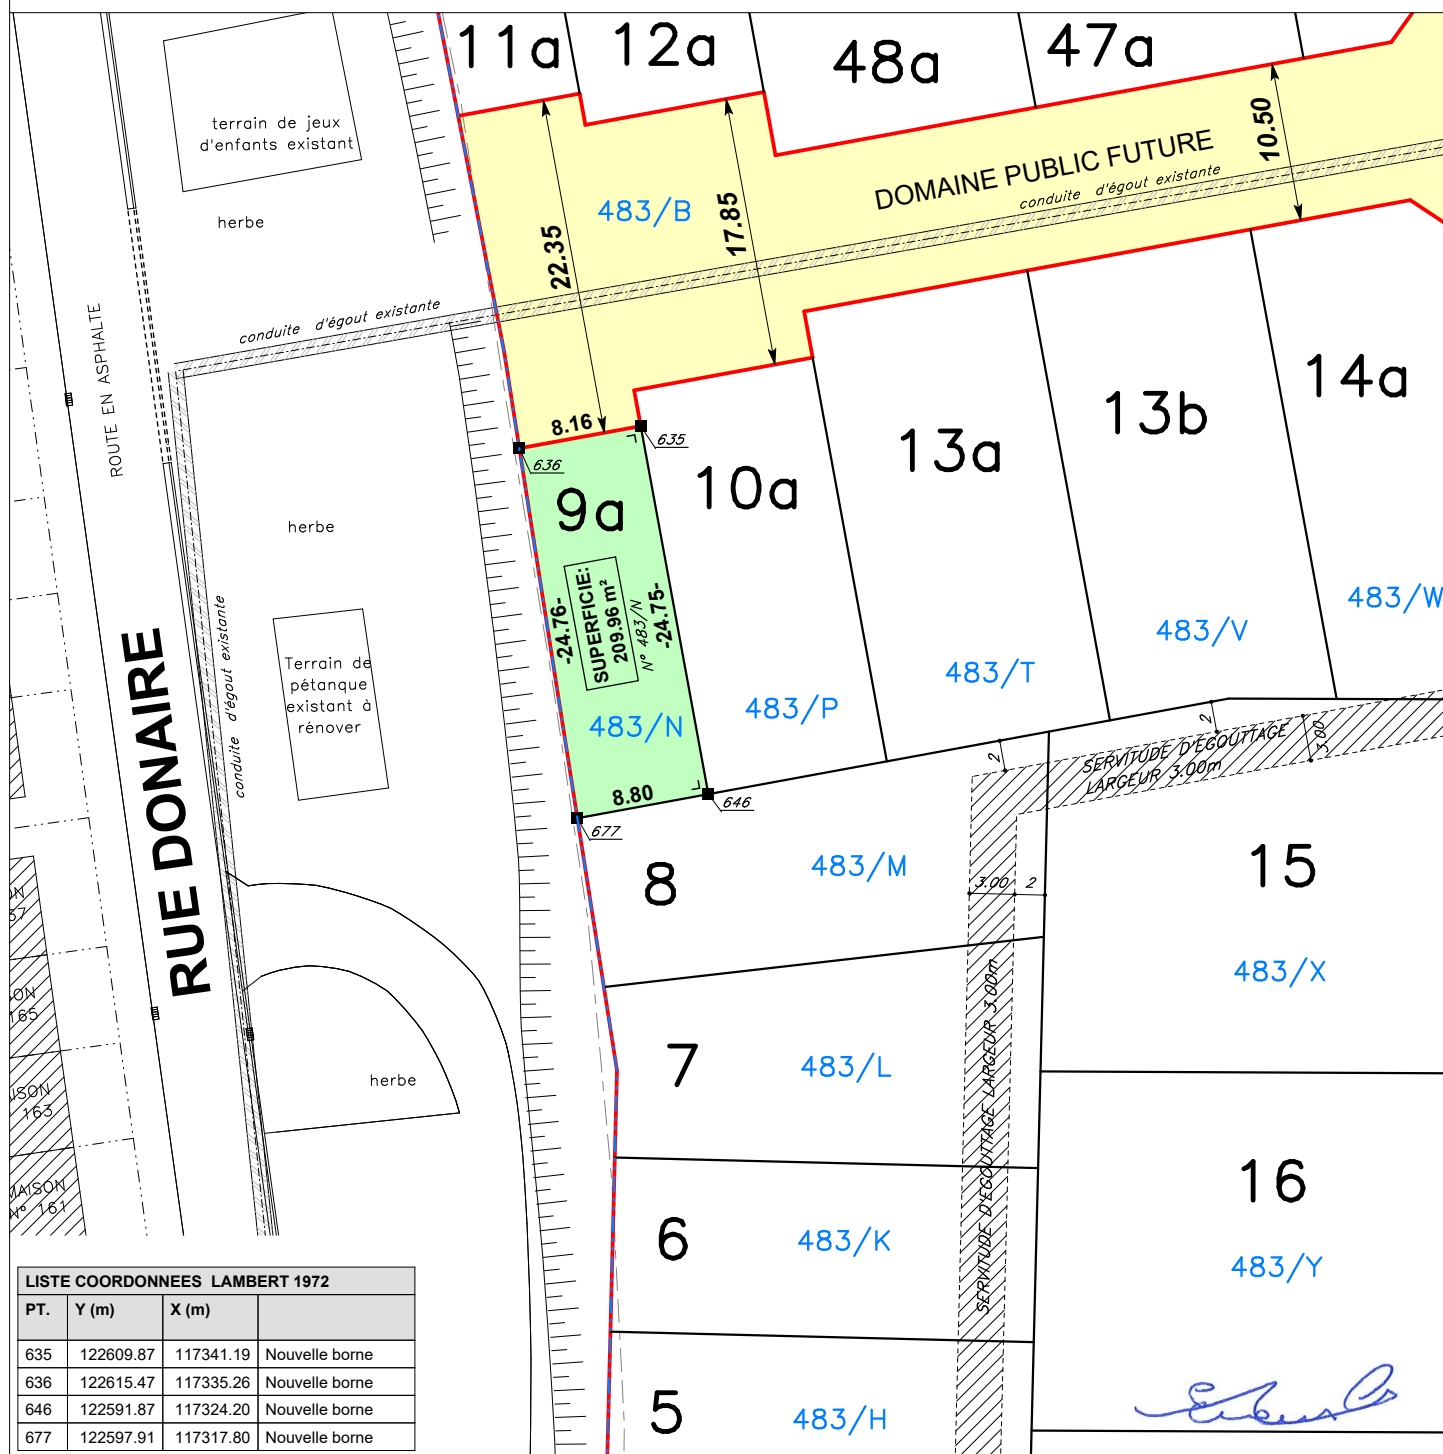 11a
12a
48a
47a
terrain de jeux
d'enfants existant
herbe
483/B
22.35
17.85
10.50
DOMAINE PUBLIC FUTURE
conduite d'égout existante
conduite d'égout existante
ROUTE EN ASPHALTE
14a
13b
13a
10a
8.16
635
636
9a
herbe
-24.76-
SUPERFICIE:
209.96 m²
N° 483/N
-24.75-
483/W
483/V
483/T
483/P
483/N
conduite d'égout existante
Terrain de
pétanque
existant à
rénover
RUE DONAIRE
8.80
646
677
2
2
3.00
SERVITUDE D'EGOUTTAGE
LARGEUR 3.00m
8
483/M
3.00
2
15
483/X
SERVITUDE D'EGOUTTAGE LARGEUR 3.00m
7
483/L
herbe
165
163
MAISON
N° 161
6
483/K
16
483/Y
5
483/H
LISTE COORDONNEES LAMBERT 1972
PT. Y (m) X (m)
635 122609.87 117341.19 Nouvelle borne
636 122615.47 117335.26 Nouvelle borne
646 122591.87 117324.20 Nouvelle borne
677 122597.91 117317.80 Nouvelle borne